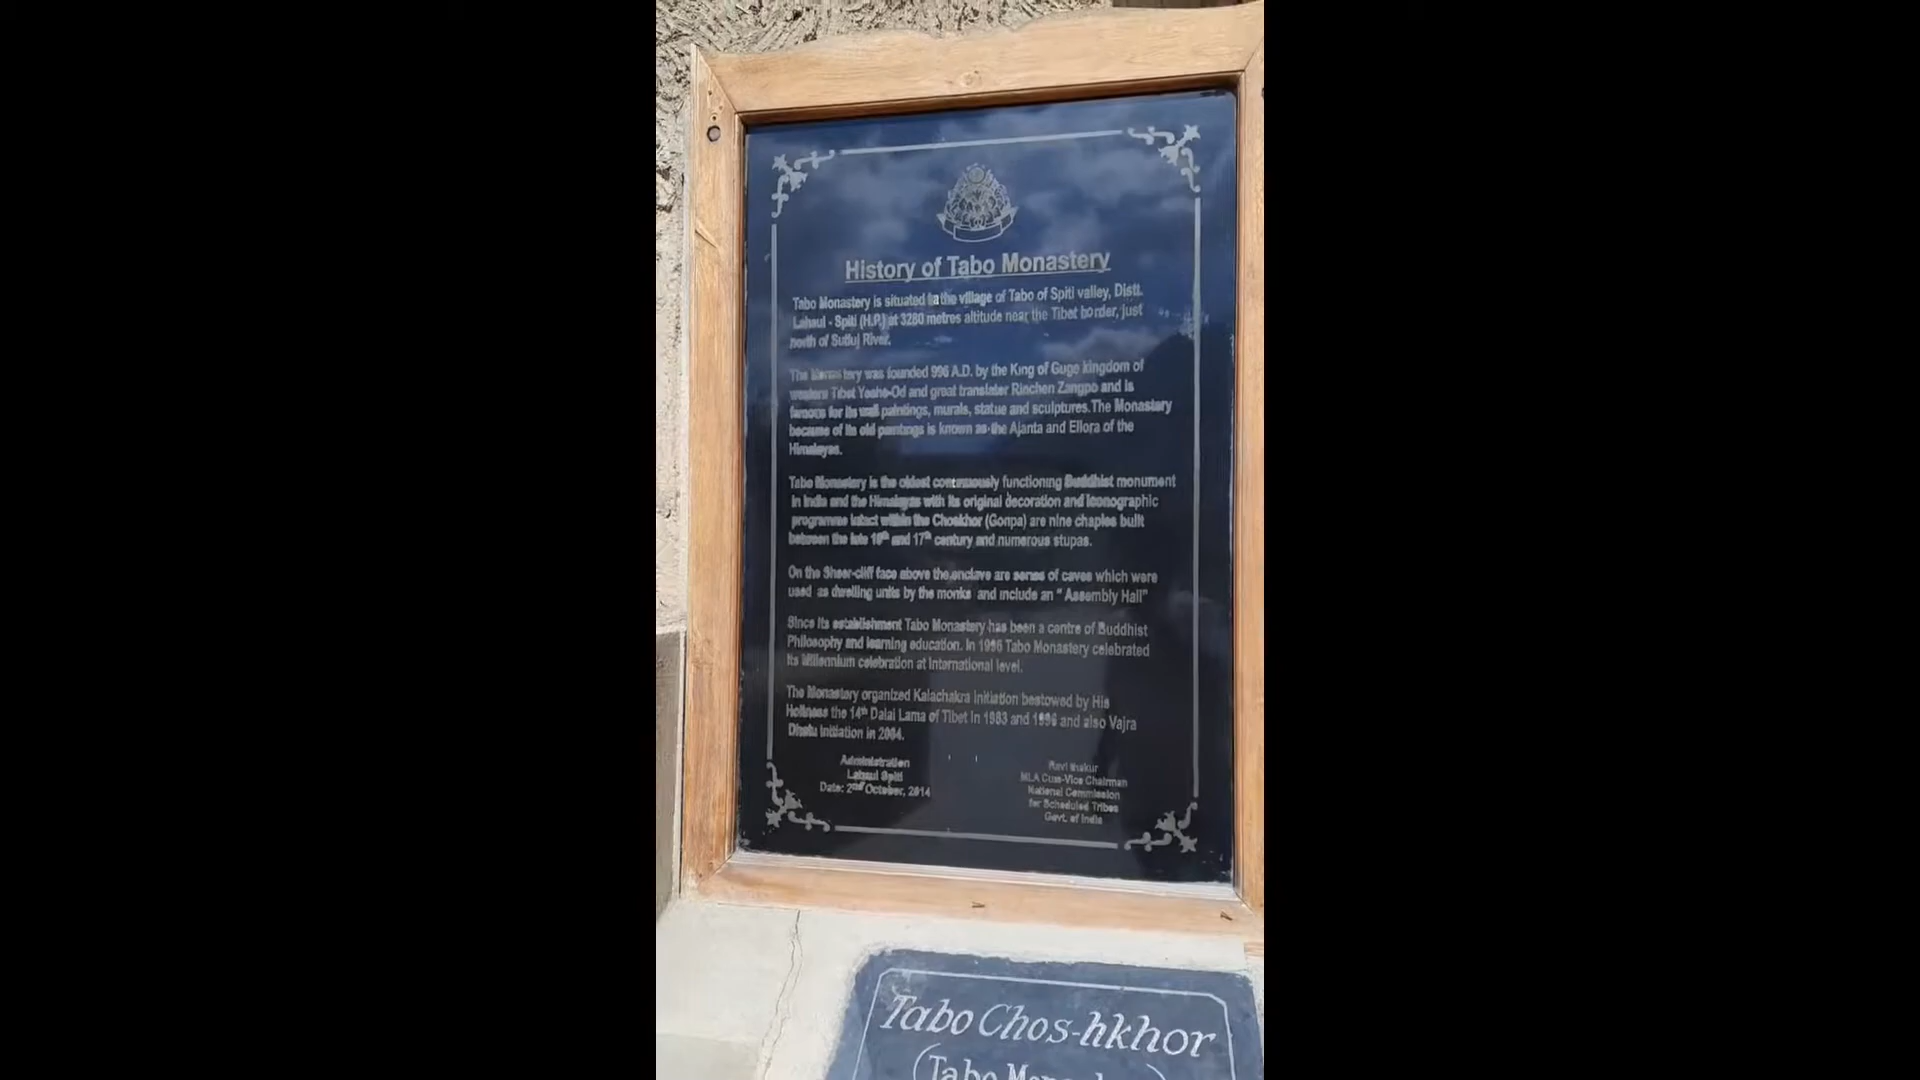 History of Tabo Monastery
Tabo Monastery is situated in the village of Tabo of Spiti valley, Distt.
Lahaul - Spiti (H.P.) at 3280 metres altitude near the Tibet border, just
north of Sutluj River.
The Monastery was founded 996 A.D. by the King of Guge kingdom of
western Tibet Yeshe-Od and great translater Rinchen Zangpo and is
famous for its wall paintings, murals, statue and sculptures.The Monastery
because of its old paintings is known as the Ajanta and Ellora of the
Himalayas.
Tabo Monastery is the oldest continuously functioning Buddhist monument
in India and the Himalayas with its original decoration and iconographic
programme intact within the Choskhor (Gonpa) are nine chaples built
between the late 10th and 17th century and numerous stupas.
On the Sheer-cliff face above the enclave are series of caves which were
used as dwelling units by the monks and include an " Assembly Hall"
Since its establishment Tabo Monastery has been a centre of Buddhist
Philosophy and learning education. In 1996 Tabo Monastery celebrated
its Millennium celebration at International level.
The Monastery organized Kalachakra initiation bestowed by His
Holiness the 14th Dalai Lama of Tibet in 1983 and 1996 and also Vajra
Dhatu initiation in 2004.
Administration
Lahaul Spiti
Date: 2nd October, 2014
Ravi thakur
MLA Cum-Vice Chairman
National Commission
for Scheduled Tribes
Govt. of India
Tabo Chos-hkhor
(Tabo